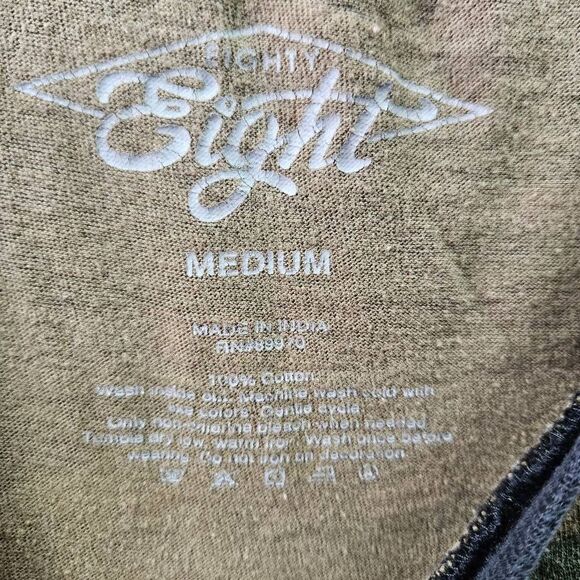 EIGHTY
Eight
MEDIUM
MADE IN INDIA
RN#89970
100% Cotton.
Wash inside out. Machine wash cold with
like colors. Gentle cycle.
Only non-chlorine bleach when needed.
Tumble dry low, warm iron. Wash once before
wearing. Do not iron on decoration.